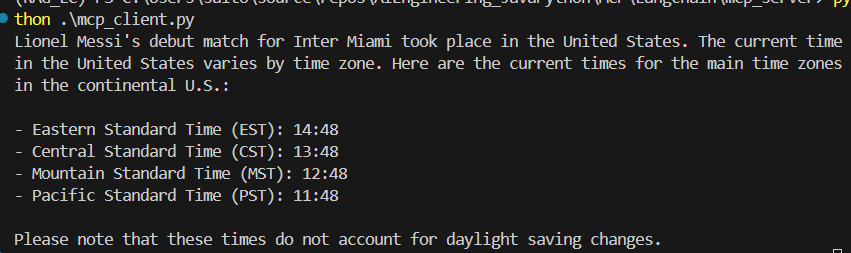 thon .\mcp_client.py
Lionel Messi's debut match for Inter Miami took place in the United States. The current time
in the United States varies by time zone. Here are the current times for the main time zones
in the continental U.S.:
- Eastern Standard Time (EST): 14:48
- Central Standard Time (CST): 13:48
- Mountain Standard Time (MST): 12:48
- Pacific Standard Time (PST): 11:48
Please note that these times do not account for daylight saving changes.